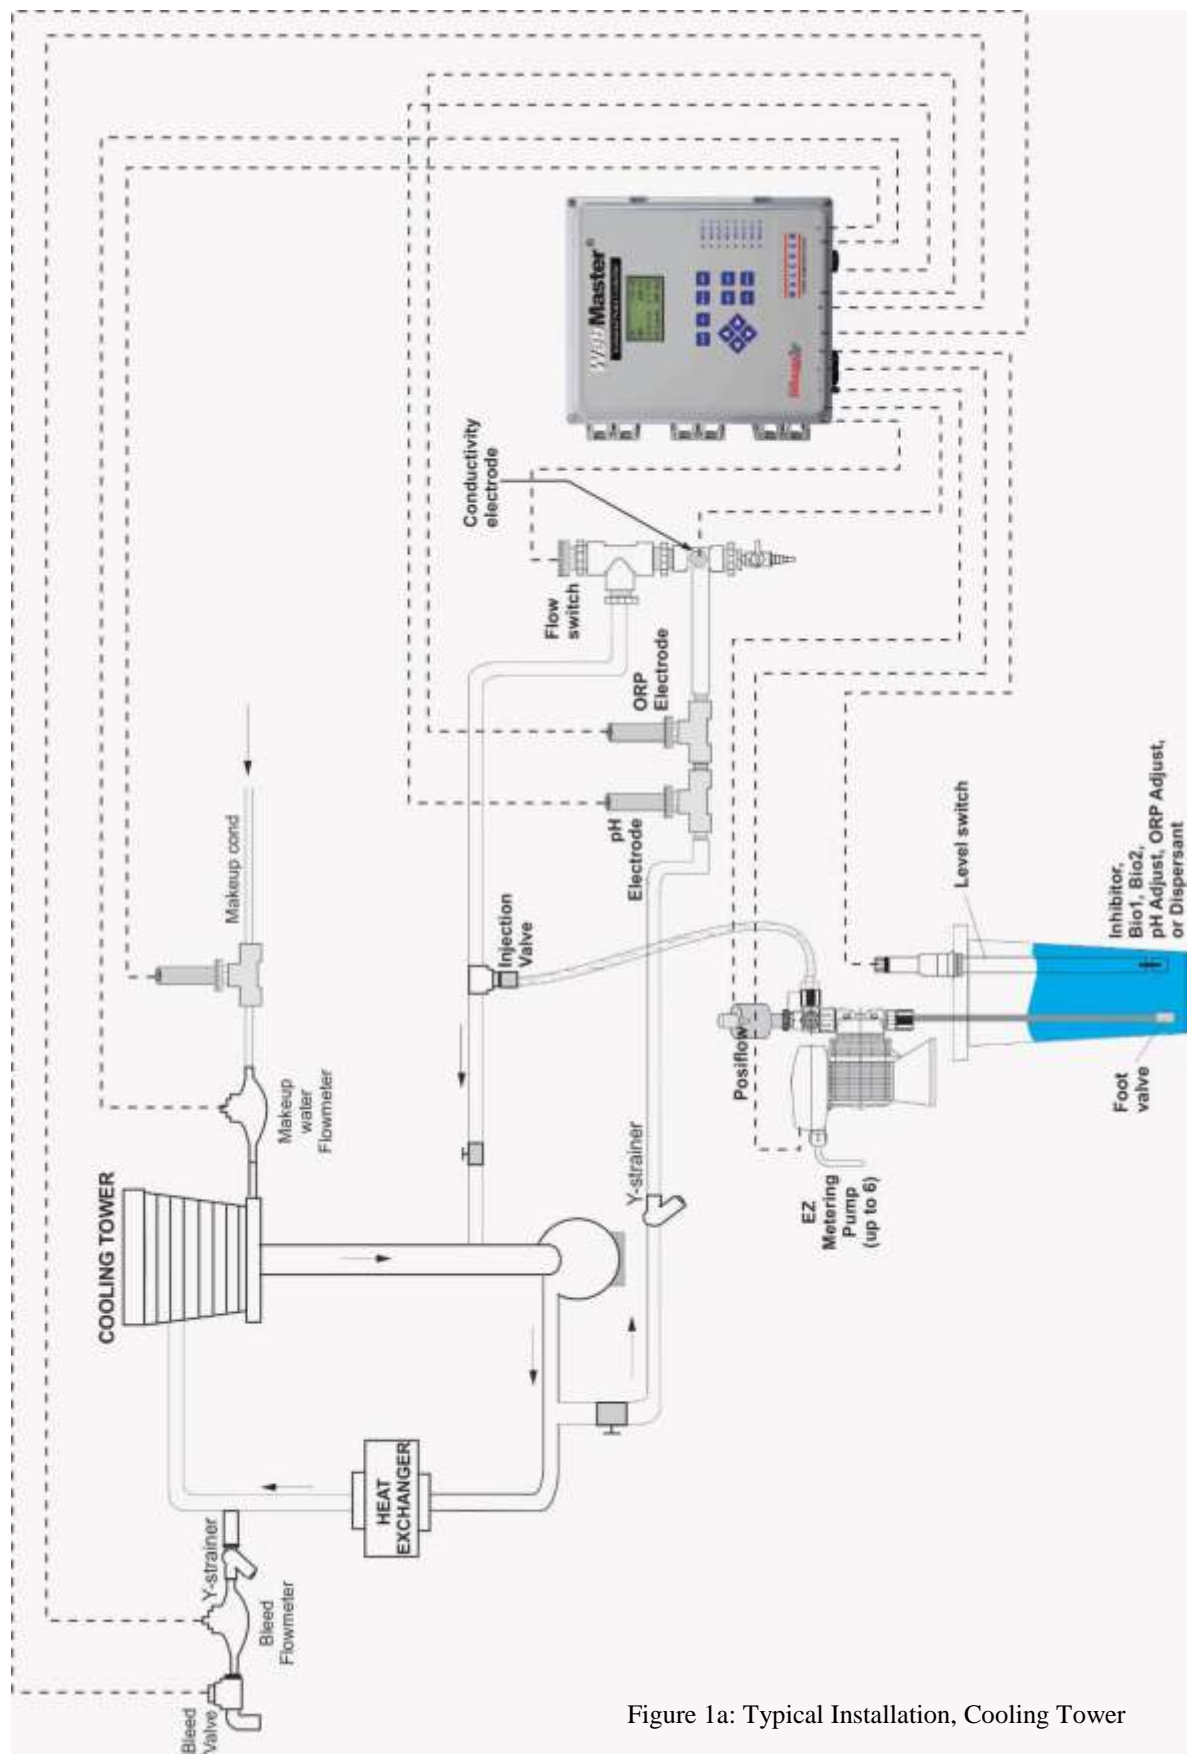 WebMaster®
WALCHEM
Conductivity
electrode
Flow
switch
ORP
Electrode
pH
Electrode
Makeup cond
Injection
Valve
Level switch
Inhibitor,
Bio1, Bio2,
pH Adjust, ORP Adjust,
or Dispersant
Posiflow
Foot
valve
Makeup
water
Flowmeter
Y-strainer
EZ
Metering
Pump
(up to 6)
COOLING TOWER
HEAT
EXCHANGER
Y-strainer
Bleed
Flowmeter
Bleed
Valve
Figure 1a: Typical Installation, Cooling Tower